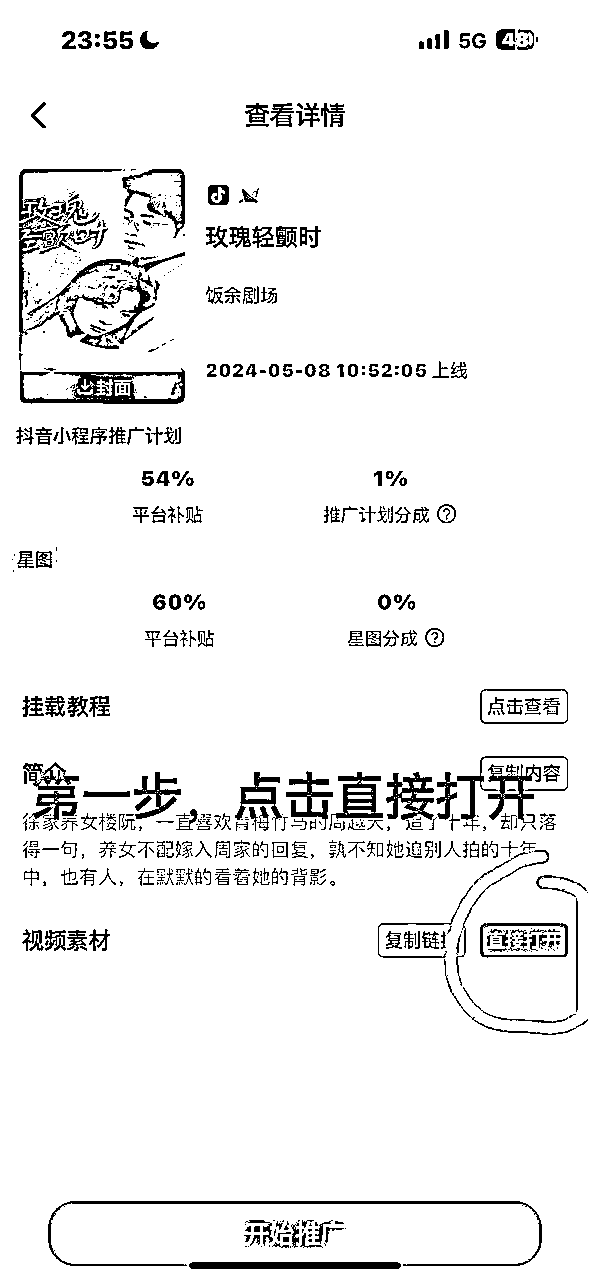 23:55
5G 48
查看详情
玫瑰轻颤时
玫瑰轻颤时
饭余剧场
2024-05-08 10:52:05 上线
封面
抖音小程序推广计划
54% 1%
平台补贴 推广计划分成 ?
星图
60% 0%
平台补贴 星图分成 ?
挂载教程 点击查看
简介 复制内容
第一步，点击直接打开
徐家养女楼阮，一直喜欢青梅竹马的周越天，追了十年，却只落
得一句，养女不配嫁入周家的回复，孰不知她追别人拍的十年
中，也有人，在默默的看着她的背影。
视频素材 复制链接 直接打开
开始推广